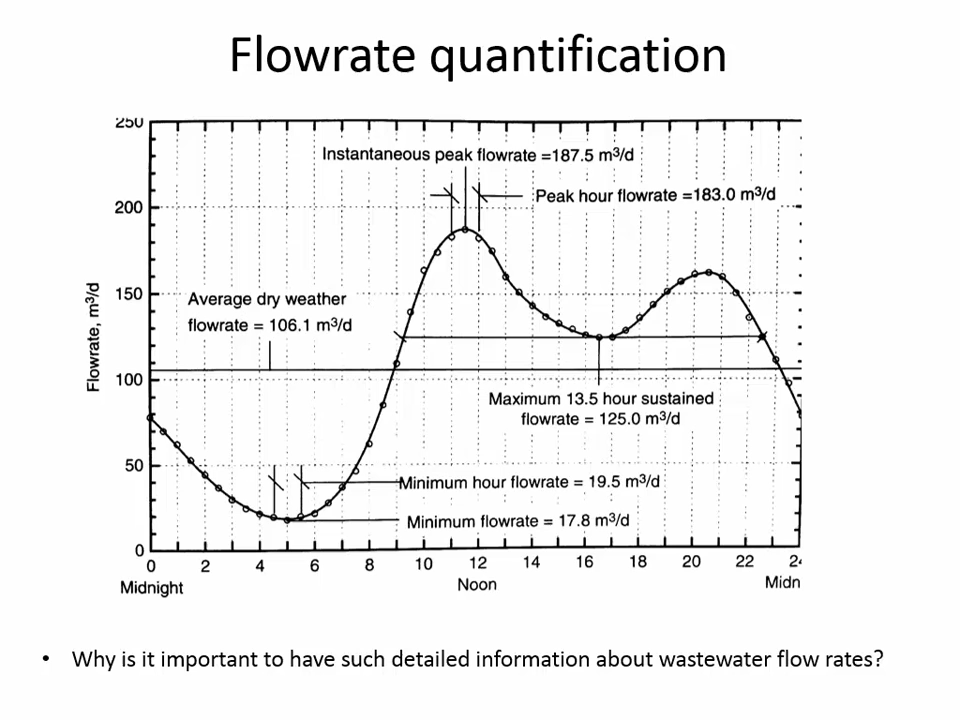 Flowrate quantification
250
Instantaneous peak flowrate =187.5 m³/d
Peak hour flowrate =183.0 m³/d
200
150
Average dry weather
flowrate = 106.1 m³/d
Flowrate, m³/d
100
Maximum 13.5 hour sustained
flowrate = 125.0 m³/d
50
Minimum hour flowrate = 19.5 m³/d
Minimum flowrate = 17.8 m³/d
0
0 2 4 6 8 10 12 14 16 18 20 22
Midnight Noon Midn
• Why is it important to have such detailed information about wastewater flow rates?